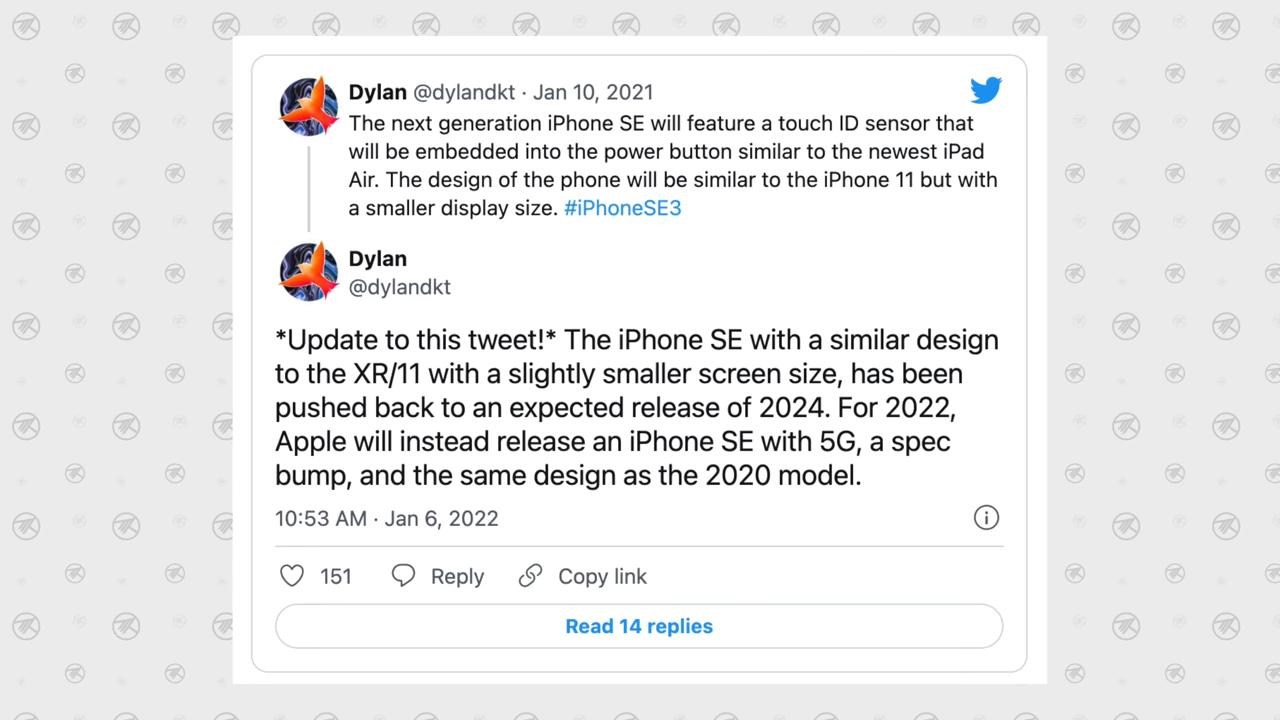 Dylan @dylandkt · Jan 10, 2021
The next generation iPhone SE will feature a touch ID sensor that
will be embedded into the power button similar to the newest iPad
Air. The design of the phone will be similar to the iPhone 11 but with
a smaller display size. #iPhoneSE3
Dylan
@dylandkt
*Update to this tweet!* The iPhone SE with a similar design
to the XR/11 with a slightly smaller screen size, has been
pushed back to an expected release of 2024. For 2022,
Apple will instead release an iPhone SE with 5G, a spec
bump, and the same design as the 2020 model.
10:53 AM · Jan 6, 2022
151 Reply Copy link
Read 14 replies